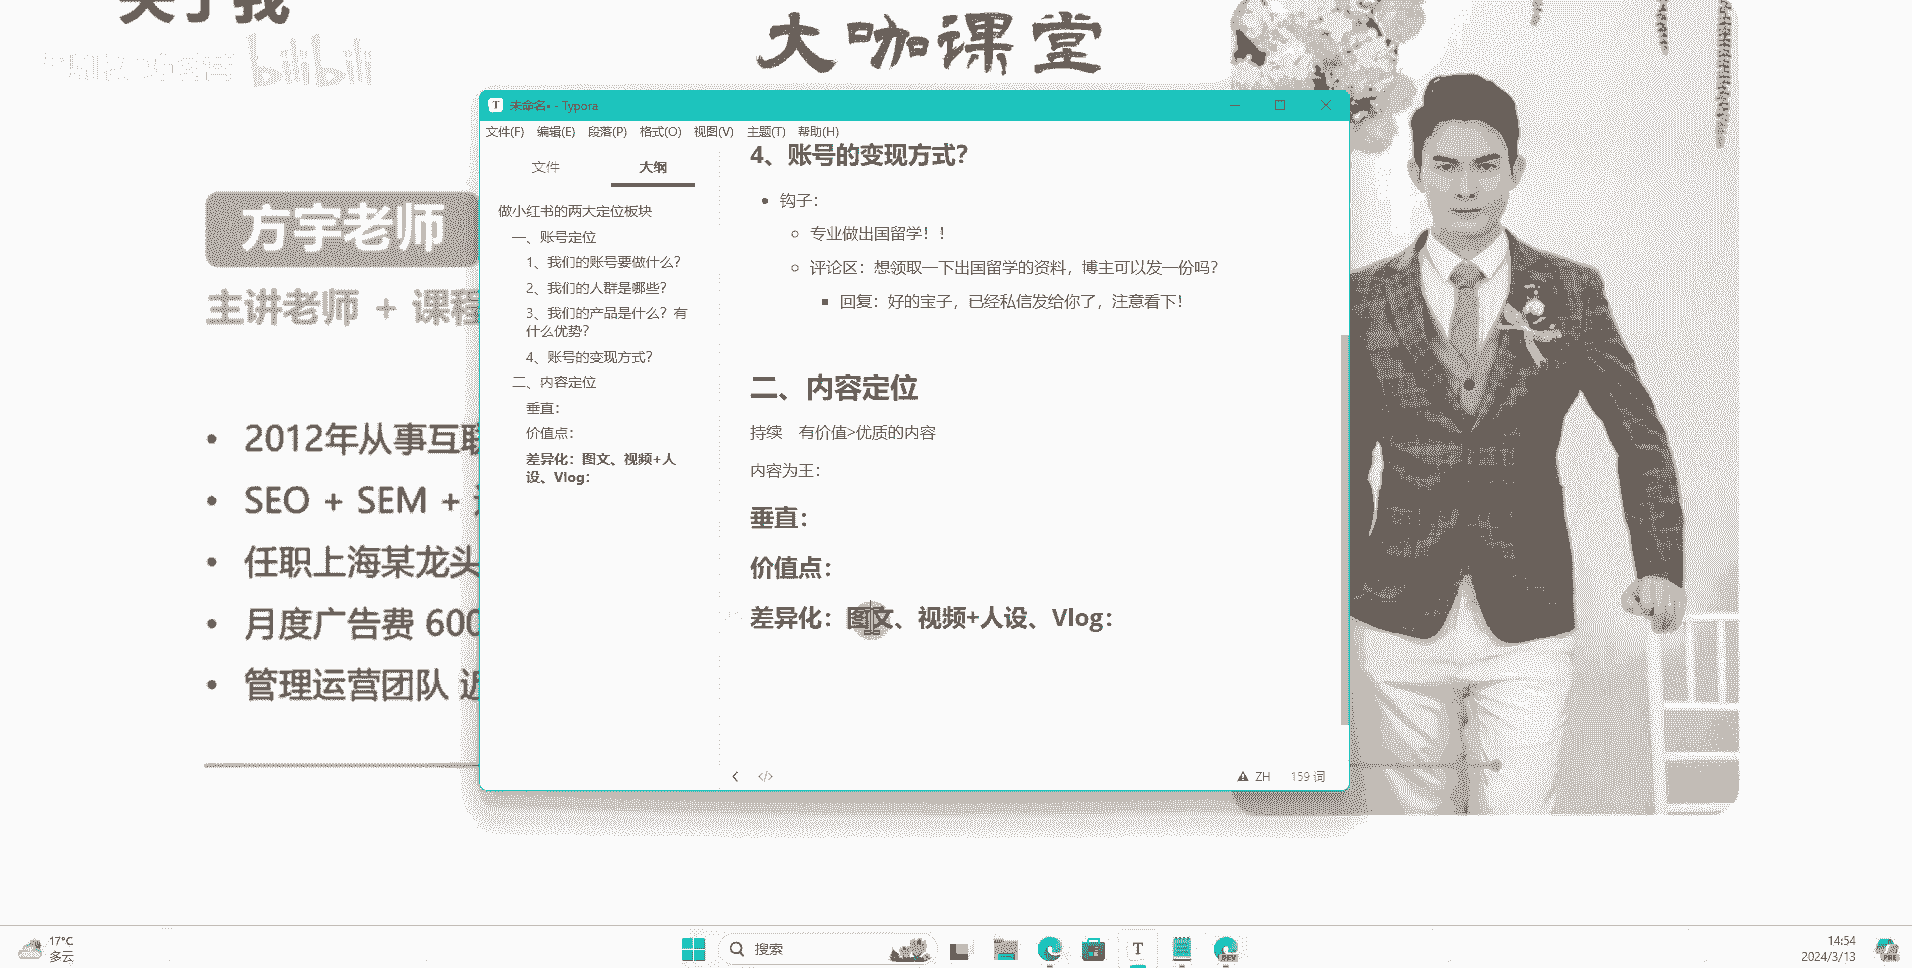 关于我
大咖课堂
bilibili
方宇老师
主讲老师 + 课程
2012年从事互联
SEO + SEM +
任职上海某龙头
月度广告费 600
管理运营团队 近
未命名• - Typora
文件(F) 编辑(E) 段落(P) 格式(O) 视图(V) 主题(T) 帮助(H)
文件 大纲
做小红书的两大定位板块
一、账号定位
1、我们的账号要做什么？
2、我们的人群是哪些？
3、我们的产品是什么？有
什么优势？
4、账号的变现方式？
二、内容定位
垂直：
价值点：
差异化：图文、视频+人
设、Vlog：
4、账号的变现方式？
钩子：
专业做出国留学！！
评论区：想领取一下出国留学的资料，博主可以发一份吗？
回复：好的宝子，已经私信发给你了，注意看下！
二、内容定位
持续 有价值>优质的内容
内容为王：
垂直：
价值点：
差异化：图文、视频+人设、Vlog：
ZH 159 词
17°C
多云
搜索
T
DEV
14:54
2024/3/13
PRE